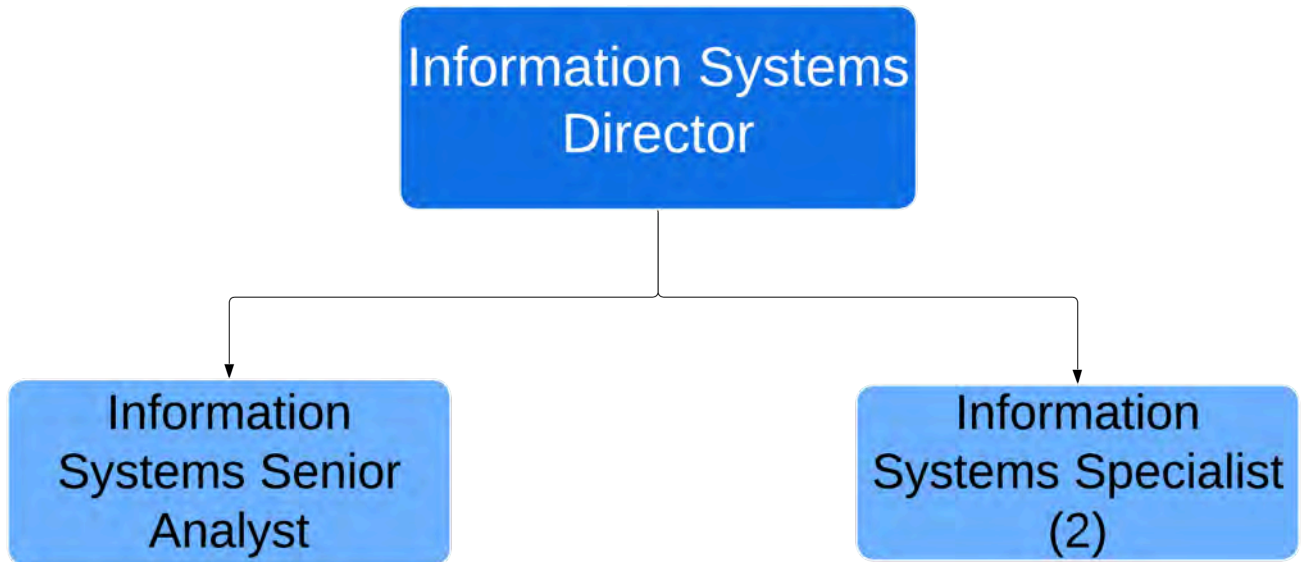 Information Systems
Director
Information
Systems Senior
Analyst
Information
Systems Specialist
(2)